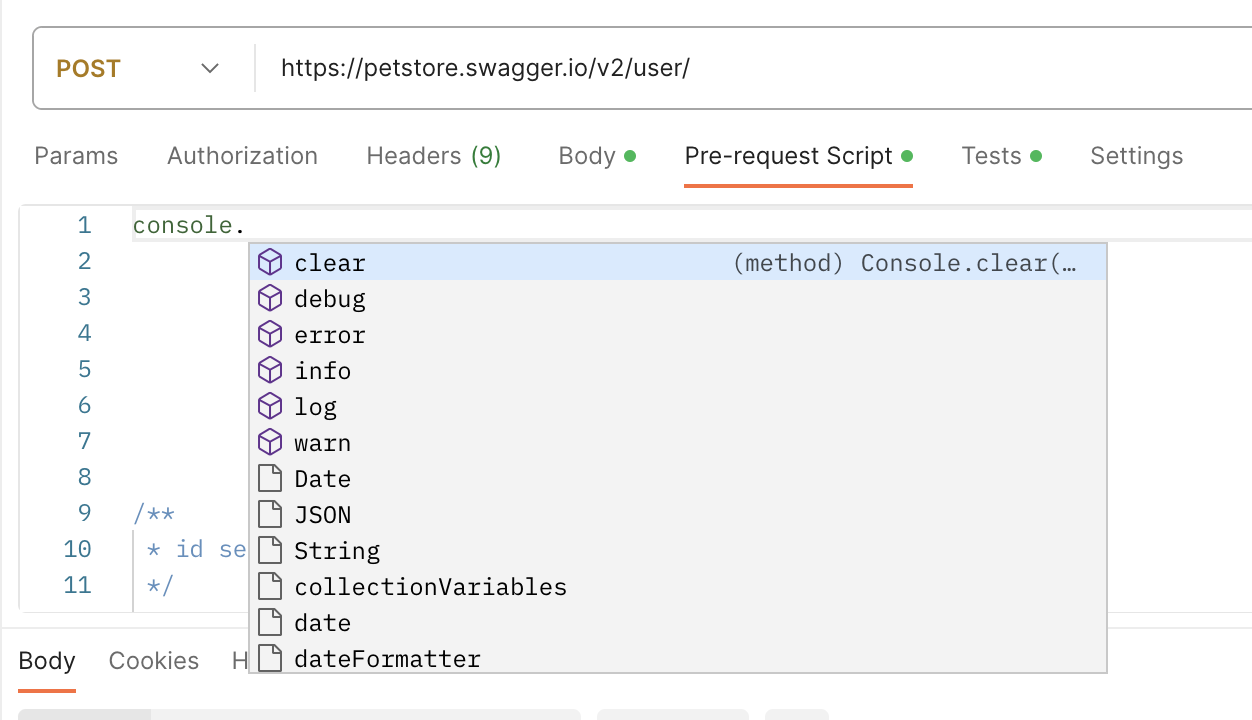 POST https://petstore.swagger.io/v2/user/
Params Authorization Headers (9) Body Pre-request Script Tests Settings
1 console.
2 clear (method) Console.clear(…
3 debug
4 error
5 info
6 log
7 warn
8 Date
9 /** JSON
10 * id se String
11 */ collectionVariables
date
dateFormatter
Body Cookies H